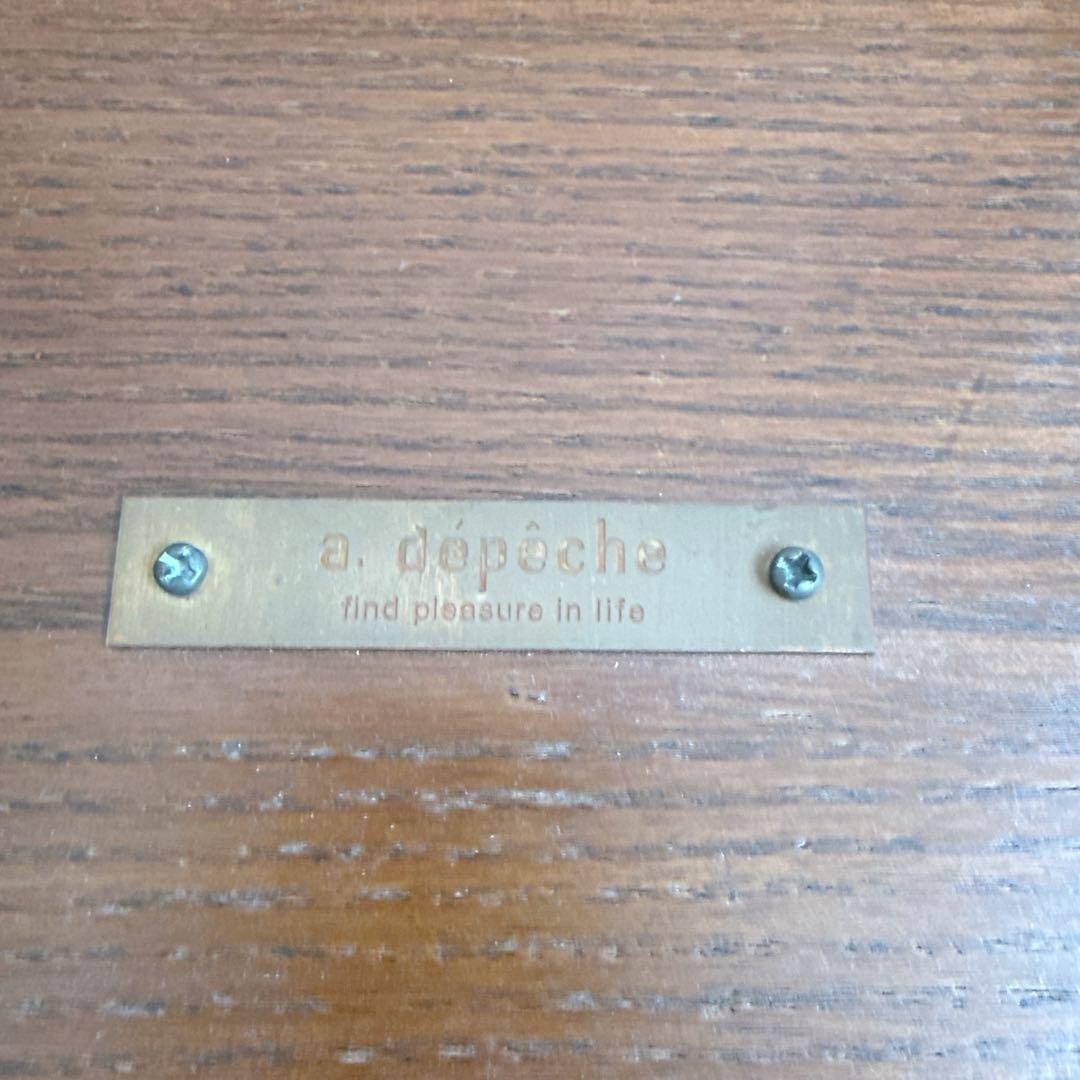 a. dépêche
find pleasure in life